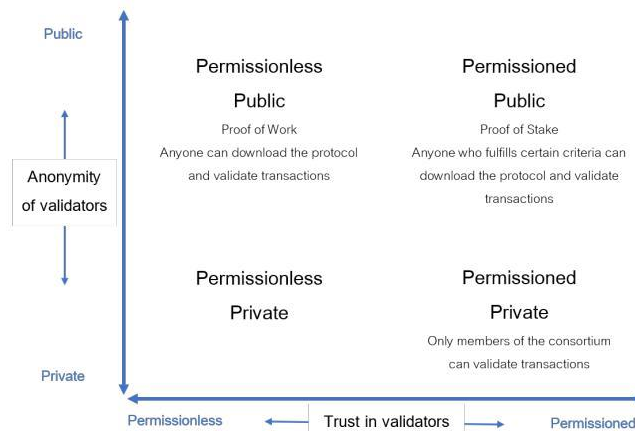 Public
Permissionless
Public
Proof of Work
Anyone can download the protocol
and validate transactions
Permissioned
Public
Proof of Stake
Anyone who fulfills certain criteria can
download the protocol and validate
transactions
Anonymity
of validators
Permissionless
Private
Permissioned
Private
Only members of the consortium
can validate transactions
Private
Permissionless
Trust in validators
Permissioned